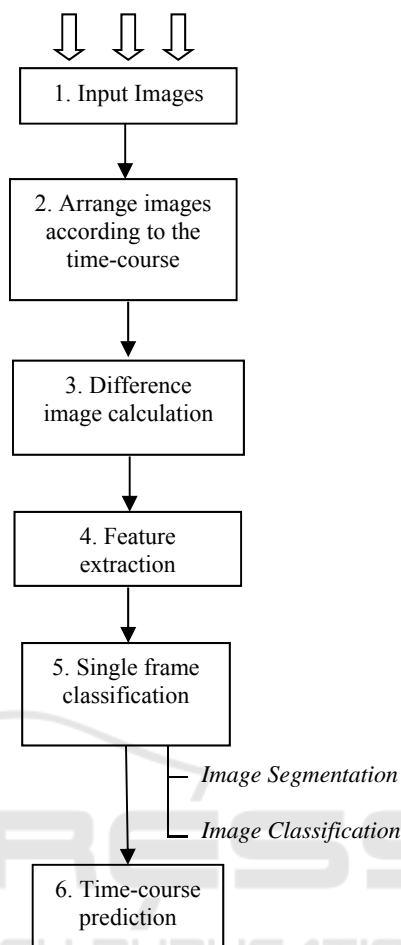 1. Input Images
2. Arrange images
according to the
time-course
3. Difference
image calculation
4. Feature
extraction
5. Single frame
classification
Image Segmentation
Image Classification
6. Time-course
prediction